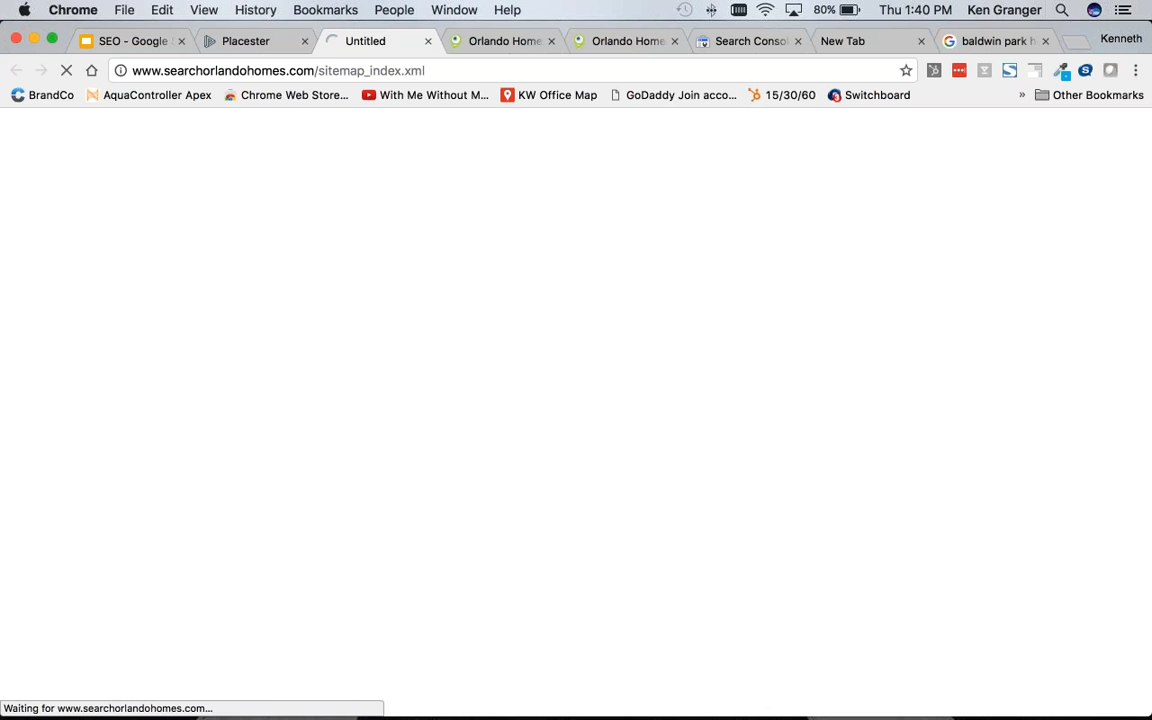 Chrome File Edit View History Bookmarks People Window Help 80% Thu 1:40 PM Ken Granger
SEO - Google Placester Untitled Orlando Home Orlando Home Search Consol New Tab baldwin park h Kenneth
www.searchorlandohomes.com/sitemap_index.xml
BrandCo AquaController Apex Chrome Web Store... With Me Without M... KW Office Map GoDaddy Join acco... 15/30/60 Switchboard » Other Bookmarks
Waiting for www.searchorlandohomes.com...